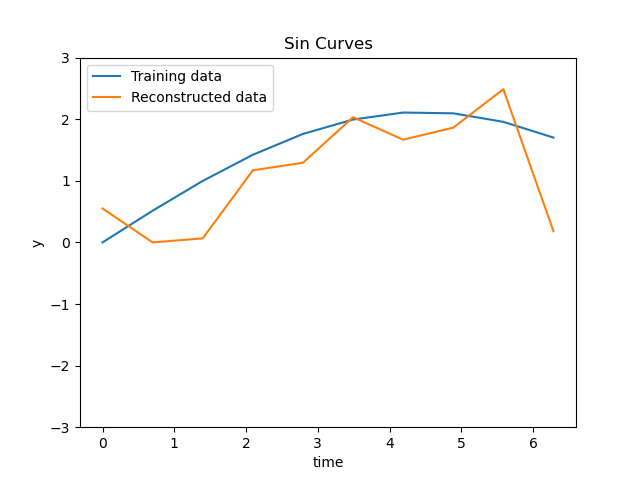 Sin Curves
Training data
Reconstructed data
3
2
1
0
−1
−2
−3
y
0 1 2 3 4 5 6
time